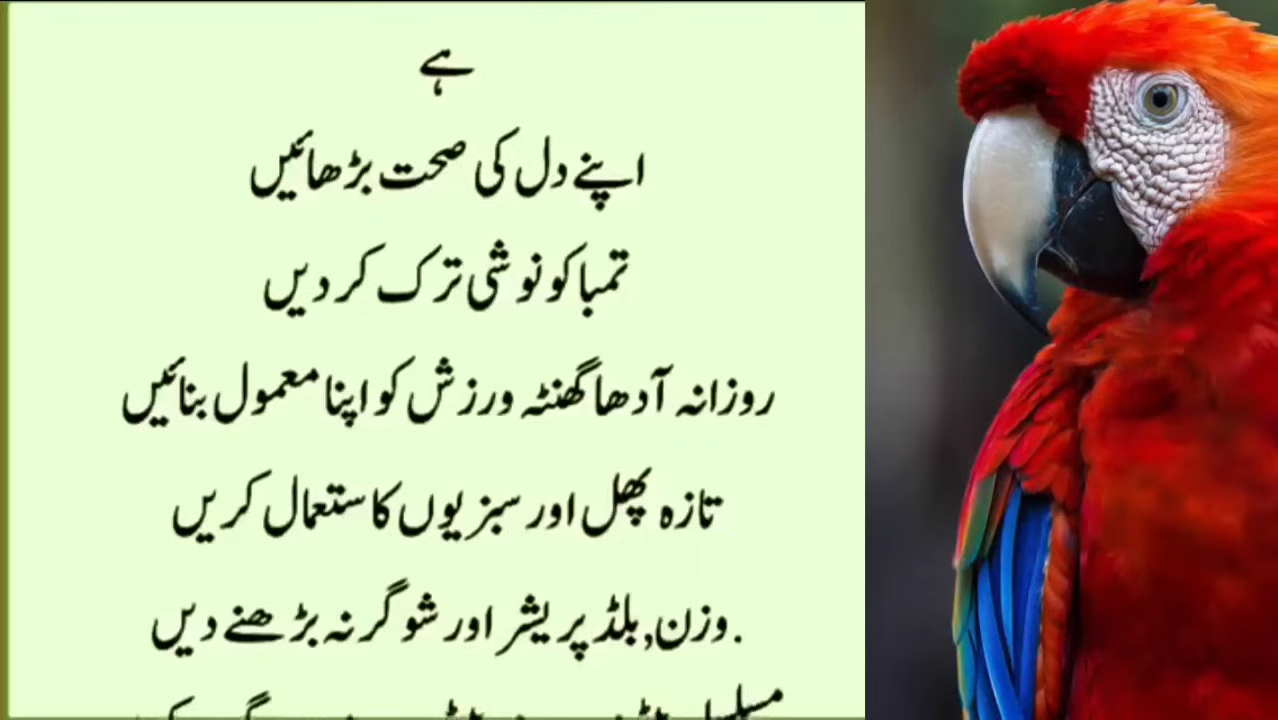 ہے
اپنے دل کی صحت بڑھائیں
تمباکو نوشی ترک کر دیں
روزانہ آدھا گھنٹہ ورزش کو اپنا معمول بنائیں
تازہ پھل اور سبزیوں کا ستعمال کریں
.وزن,بلڈ پریشر اور شوگر نہ بڑھنے دیں